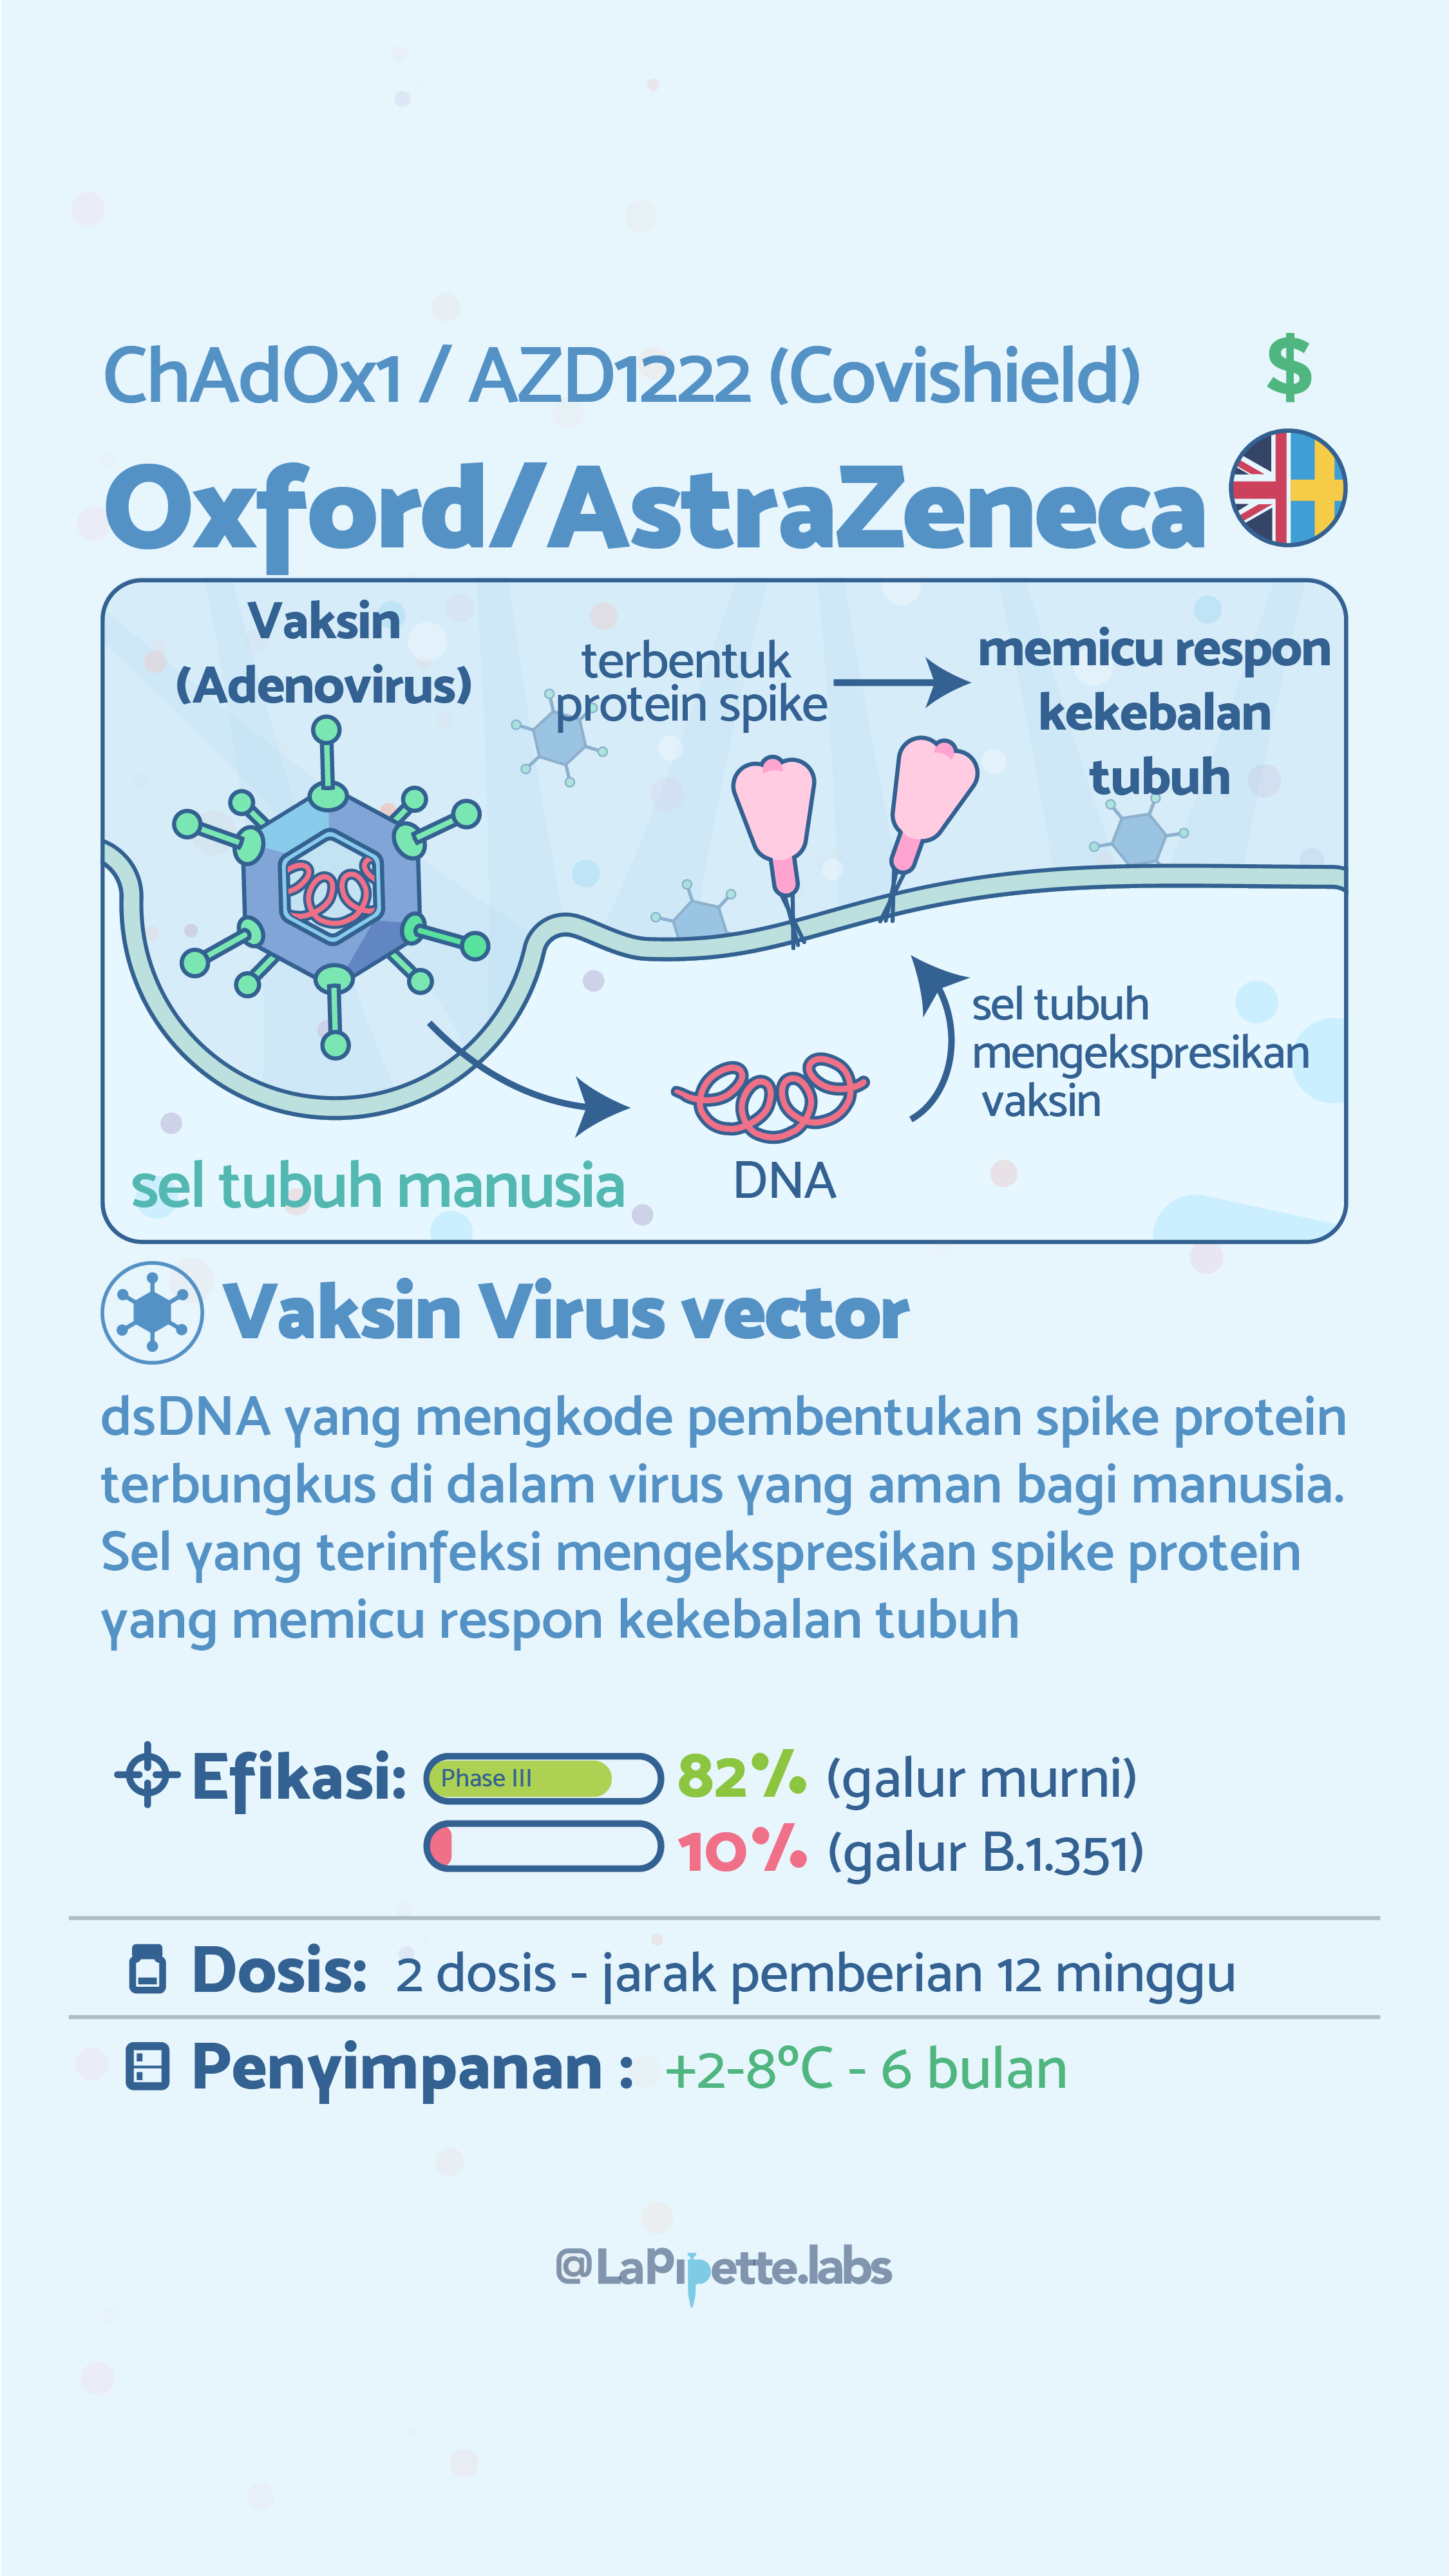 ChAdOx1 / AZD1222 (Covishield)
$
Oxford/AstraZeneca
Vaksin
(Adenovirus)
terbentuk
protein spike
memicu respon
kekebalan
tubuh
sel tubuh
mengekspresikan
vaksin
sel tubuh manusia
DNA
Vaksin Virus vector
dsDNA yang mengkode pembentukan spike protein
terbungkus di dalam virus yang aman bagi manusia.
Sel yang terinfeksi mengekspresikan spike protein
yang memicu respon kekebalan tubuh
Efikasi: Phase III 82% (galur murni)
10% (galur B.1.351)
Dosis: 2 dosis - jarak pemberian 12 minggu
Penyimpanan : +2-8°C - 6 bulan
@LaPipette.labs